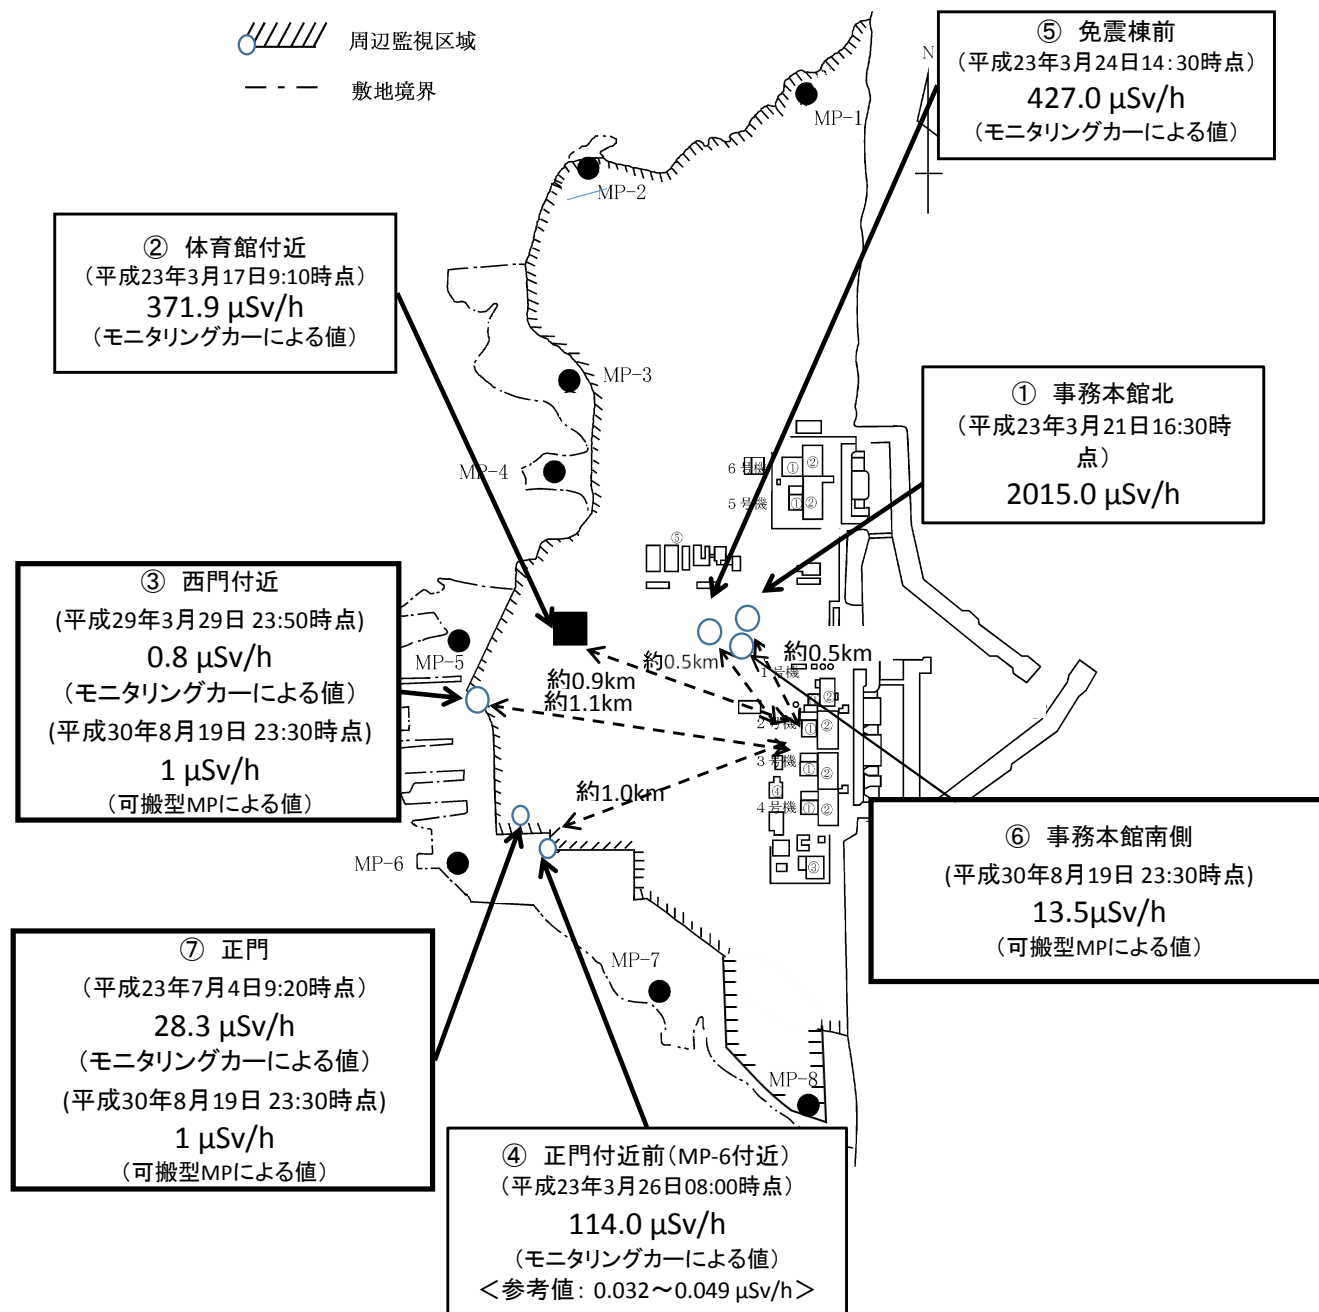 周辺監視区域
敷地境界
⑤ 免震棟前
(平成23年3月24日14:30時点)
427.0 μSv/h
(モニタリングカーによる値)
N
MP-1
MP-2
② 体育館付近
(平成23年3月17日9:10時点)
371.9 μSv/h
(モニタリングカーによる値)
MP-3
① 事務本館北
(平成23年3月21日16:30時
点)
2015.0 μSv/h
MP-4
6号機
① ②
5号機
① ②
⑤
③ 西門付近
(平成29年3月29日 23:50時点)
0.8 μSv/h
(モニタリングカーによる値)
(平成30年8月19日 23:30時点)
1 μSv/h
(可搬型MPによる値)
MP-5
約0.5km
約0.5km
約0.9km
約1.1km
1号機
②
2号機
① ②
3号機
① ②
④
4号機
① ②
③
約1.0km
MP-6
⑥ 事務本館南側
(平成30年8月19日 23:30時点)
13.5μSv/h
(可搬型MPによる値)
⑦ 正門
(平成23年7月4日9:20時点)
28.3 μSv/h
(モニタリングカーによる値)
(平成30年8月19日 23:30時点)
1 μSv/h
(可搬型MPによる値)
MP-7
MP-8
④ 正門付近前(MP-6付近)
(平成23年3月26日08:00時点)
114.0 μSv/h
(モニタリングカーによる値)
<参考値: 0.032~0.049 μSv/h>